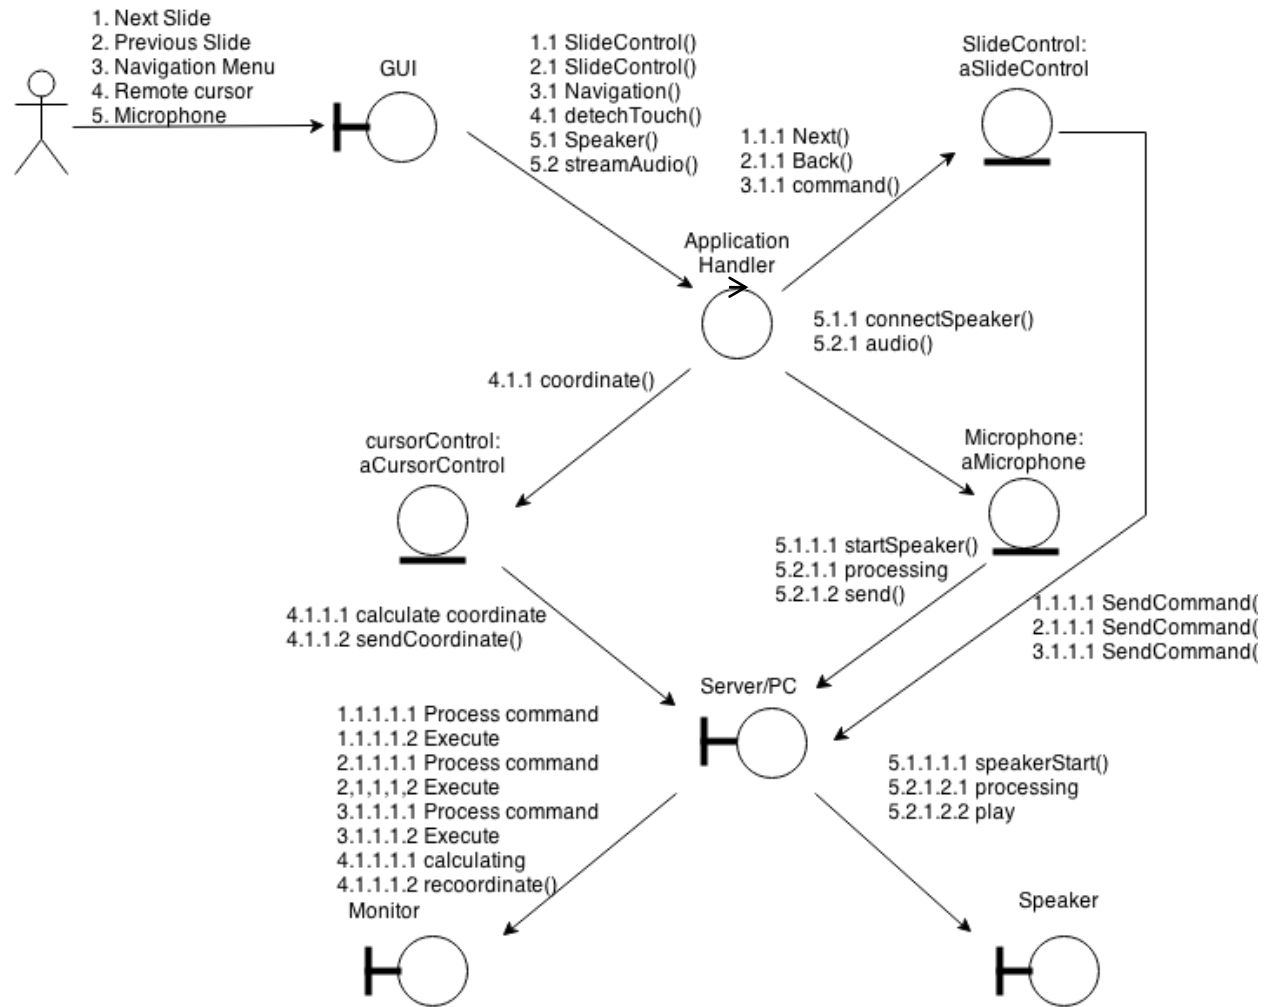 1. Next Slide
2. Previous Slide
3. Navigation Menu
4. Remote cursor
5. Microphone
GUI
1.1 SlideControl()
2.1 SlideControl()
3.1 Navigation()
4.1 detechTouch()
5.1 Speaker()
5.2 streamAudio()
SlideControl:
aSlideControl
1.1.1 Next()
2.1.1 Back()
3.1.1 command()
Application
Handler
5.1.1 connectSpeaker()
5.2.1 audio()
4.1.1 coordinate()
cursorControl:
aCursorControl
Microphone:
aMicrophone
5.1.1.1 startSpeaker()
5.2.1.1 processing
5.2.1.2 send()
1.1.1.1 SendCommand(
2.1.1.1 SendCommand(
3.1.1.1 SendCommand(
4.1.1.1 calculate coordinate
4.1.1.2 sendCoordinate()
Server/PC
1.1.1.1.1 Process command
1.1.1.1.2 Execute
2.1.1.1.1 Process command
2,1,1,1,2 Execute
3.1.1.1.1 Process command
3.1.1.1.2 Execute
4.1.1.1.1 calculating
4.1.1.1.2 recoordinate()
5.1.1.1.1 speakerStart()
5.2.1.2.1 processing
5.2.1.2.2 play
Monitor
Speaker